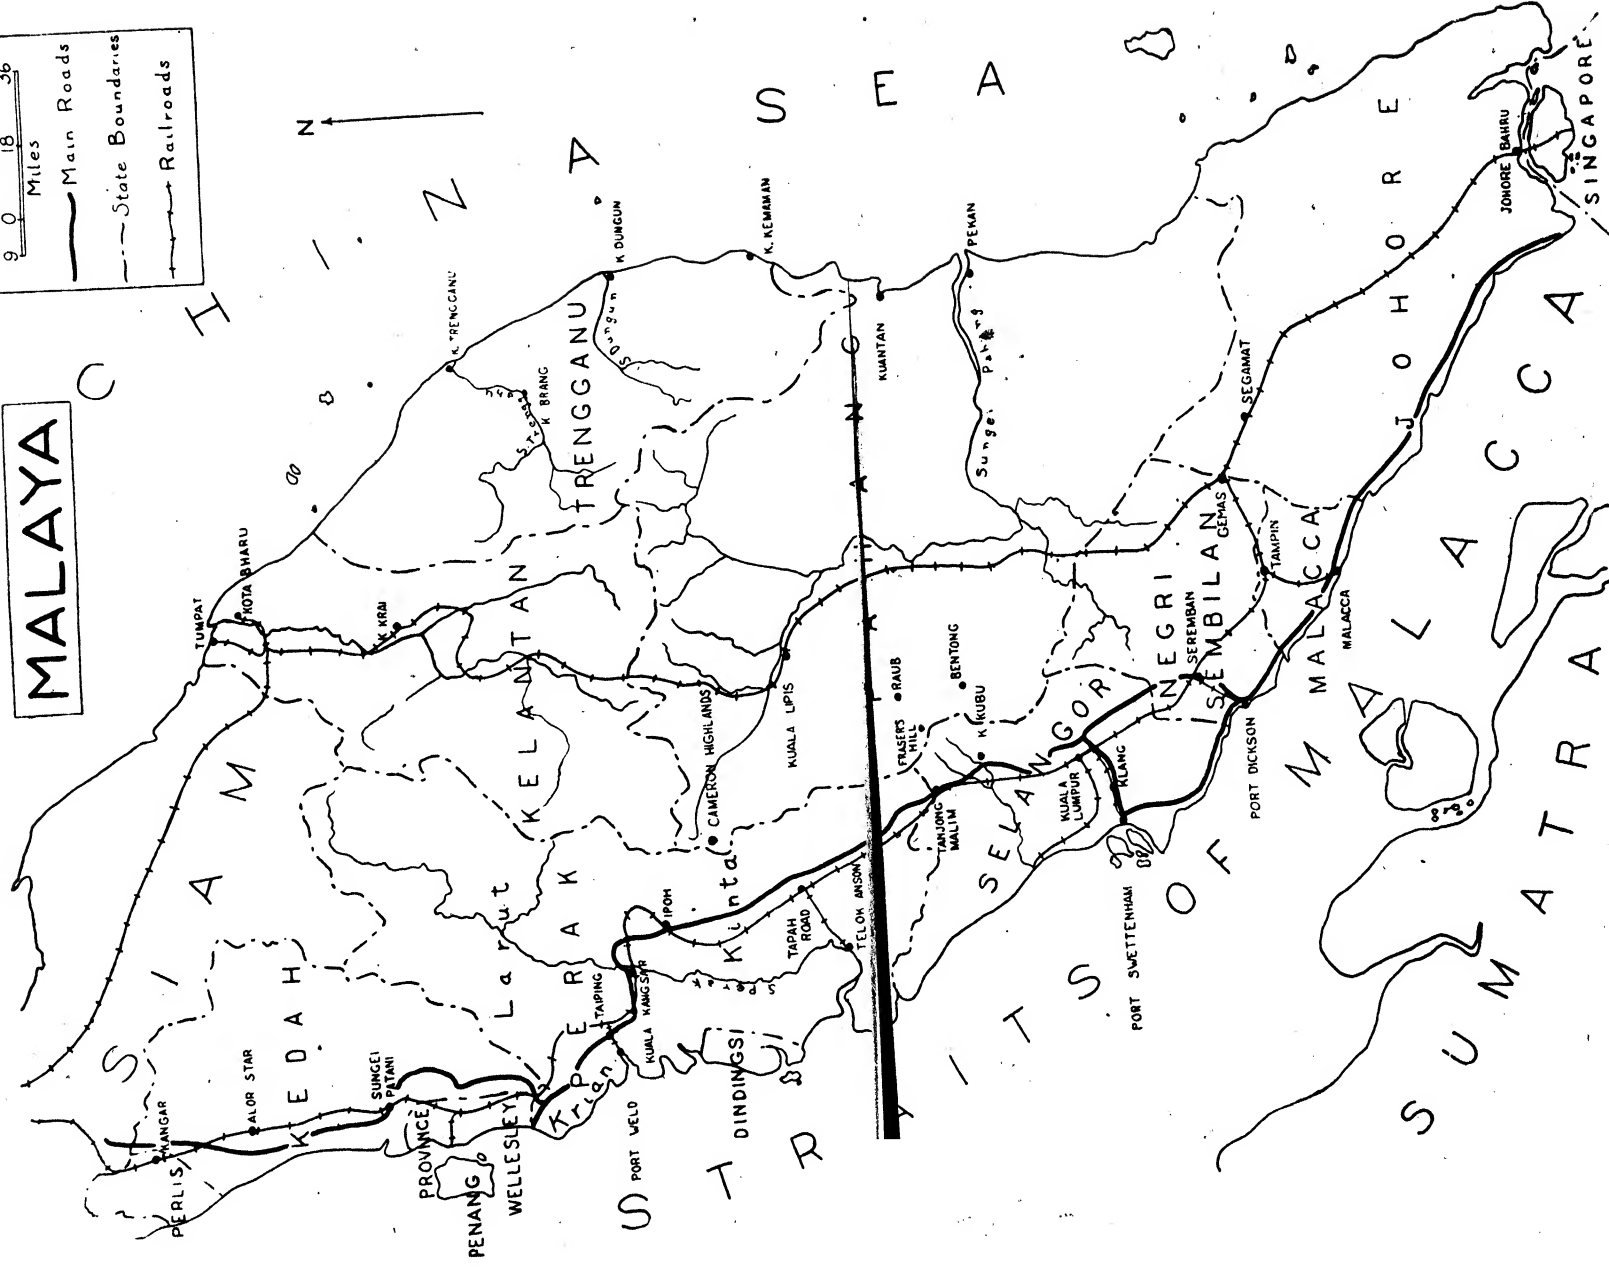 MALAYA
9 0 18 36
Miles
Main Roads
State Boundaries
Railroads
N
CHINA
SEA
SIAM
STRAITS OF MALACCA
SUMATRA
TUMPAT
KOTA BHARU
K KRAI
K. TRENGGANU
S. Trengganu
K BRANG
TRENGGANU
K DUNGUN
S Dungun
K. KEMAMAN
KELANTAN
PERLIS
KANGAR
ALOR STAR
KEDAH
SUNGEI
PATANI
PROVINCE
WELLESLEY
PENANG
Larut
PERAK
Krian
TAIPING
KUALA KANGSAR
PORT WELD
DINDINGS
IPOH
Kinta
TAPAH
ROAD
TELOK ANSON
CAMERON HIGHLANDS
KUALA LIPIS
PAHANG
KUANTAN
PEKAN
Sungei Pahang
RAUB
BENTONG
FRASER'S
HILL
K KUBU
TANJONG
MALIM
SELANGOR
KUALA
LUMPUR
KLANG
PORT SWETTENHAM
NEGRI
SEMBILAN
SEREMBAN
PORT DICKSON
GEMAS
TAMPIN
MALACCA
MALACCA
SEGAMAT
JOHORE
JOHORE BAHRU
SINGAPORE